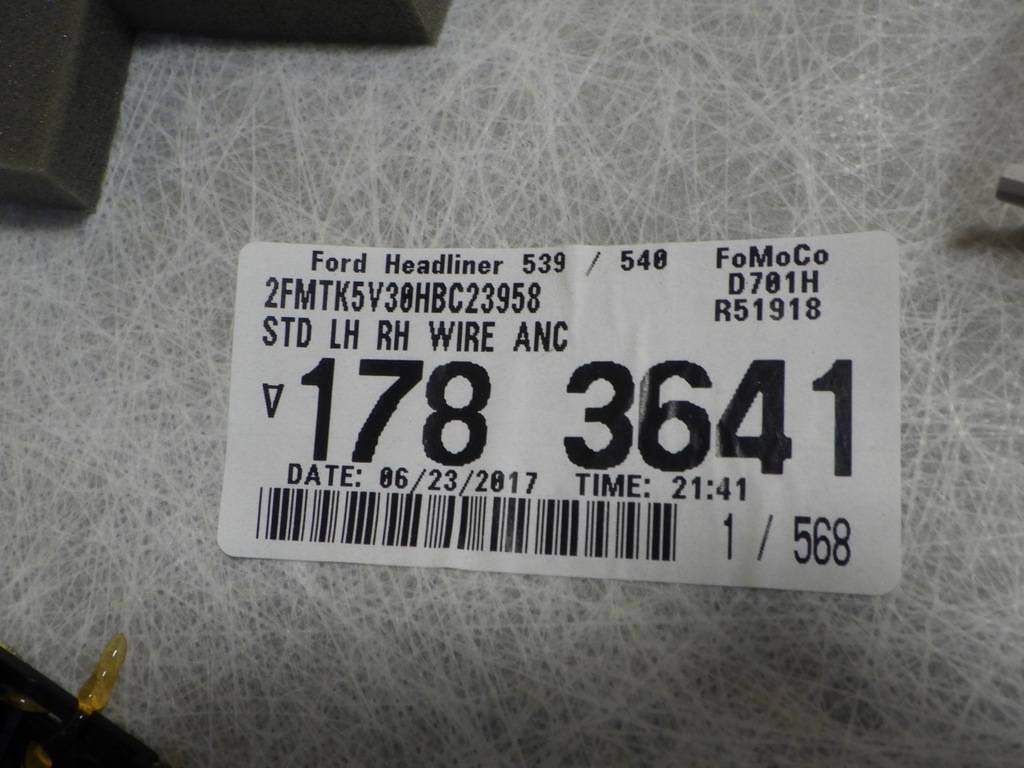 Ford Headliner 539 / 540 FoMoCo
2FMTK5V30HBC23958 D701H
STD LH RH WIRE ANC R51918
178 3641
DATE: 06/23/2017 TIME: 21:41
1 / 568